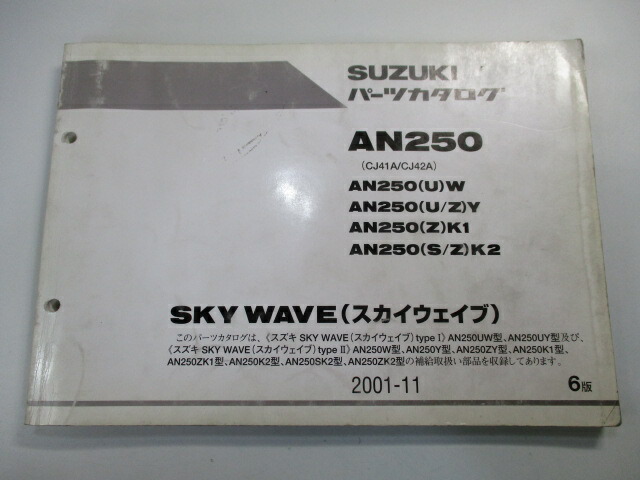 SUZUKI
パーツカタログ
AN250
(CJ41A/CJ42A)
AN250(U)W
AN250(U/Z)Y
AN250(Z)K1
AN250(S/Z)K2
SKY WAVE(スカイウェイブ)
このパーツカタログは、《スズキ SKY WAVE(スカイウェイブ) type I》AN250UW型、AN250UY型及び、
《スズキ SKY WAVE(スカイウェイブ) type II》AN250W型、AN250Y型、AN250ZY型、AN250K1型、
AN250ZK1型、AN250K2型、AN250SK2型、AN250ZK2型の補給取扱い部品を収録してあります。
2001-11
6版